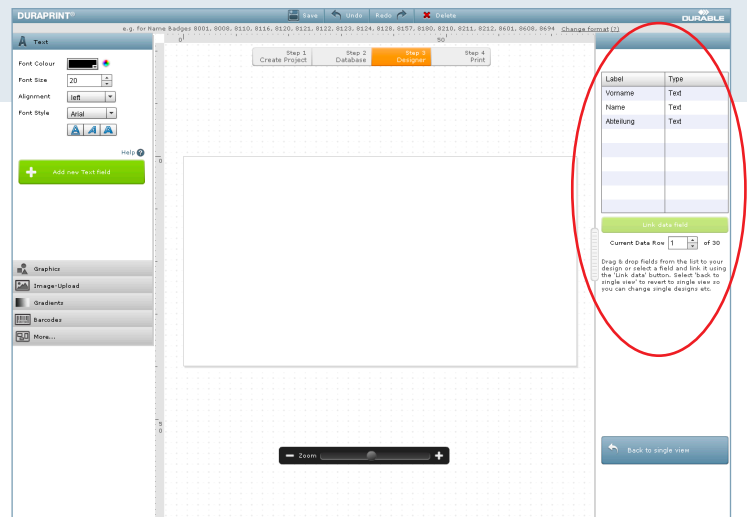 DURAPRINT®
Save
Undo
Redo
Delete
DURABLE
e.g. for Name Badges 8001, 8008, 8110, 8116, 8120, 8121, 8122, 8123, 8124, 8128, 8157, 8180, 8210, 8211, 8212, 8601, 8608, 8694 Change format (?)
A Text
Font Colour
Font Size 20
Alignment left
Font Style Arial
A A A
Help ?
Add new Text field
Graphics
Image-Upload
Gradients
Barcodes
More...
0
50
Step 1
Create Project
Step 2
Database
Step 3
Designer
Step 4
Print
0
5
0
Zoom
Label Type
Vorname Text
Name Text
Abteilung Text
Link data field
Current Data Row 1 of 30
Drag & drop fields from the list to your
design or select a field and link it using
the 'Link data' button. Select 'back to
single view' to revert to single view so
you can change single designs etc.
Back to single view